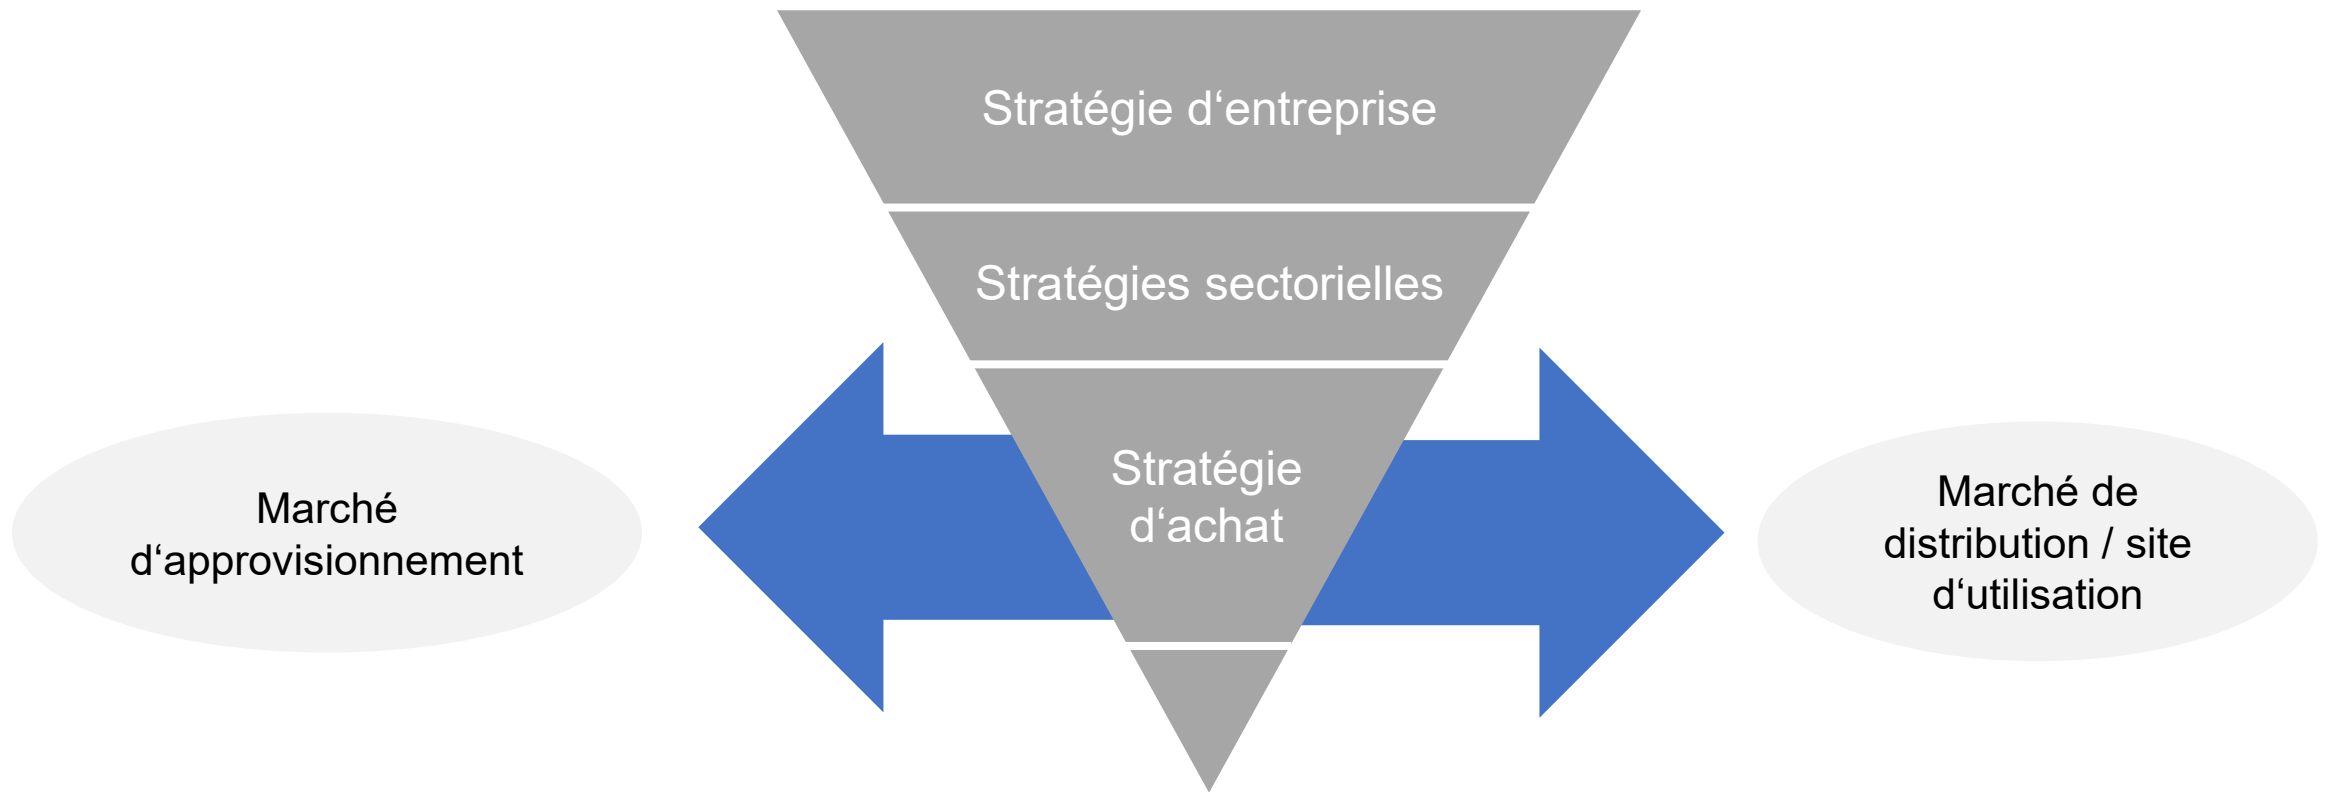 Stratégie d‘entreprise
Stratégies sectorielles
Stratégie
d‘achat
Marché
d‘approvisionnement
Marché de
distribution / site
d‘utilisation